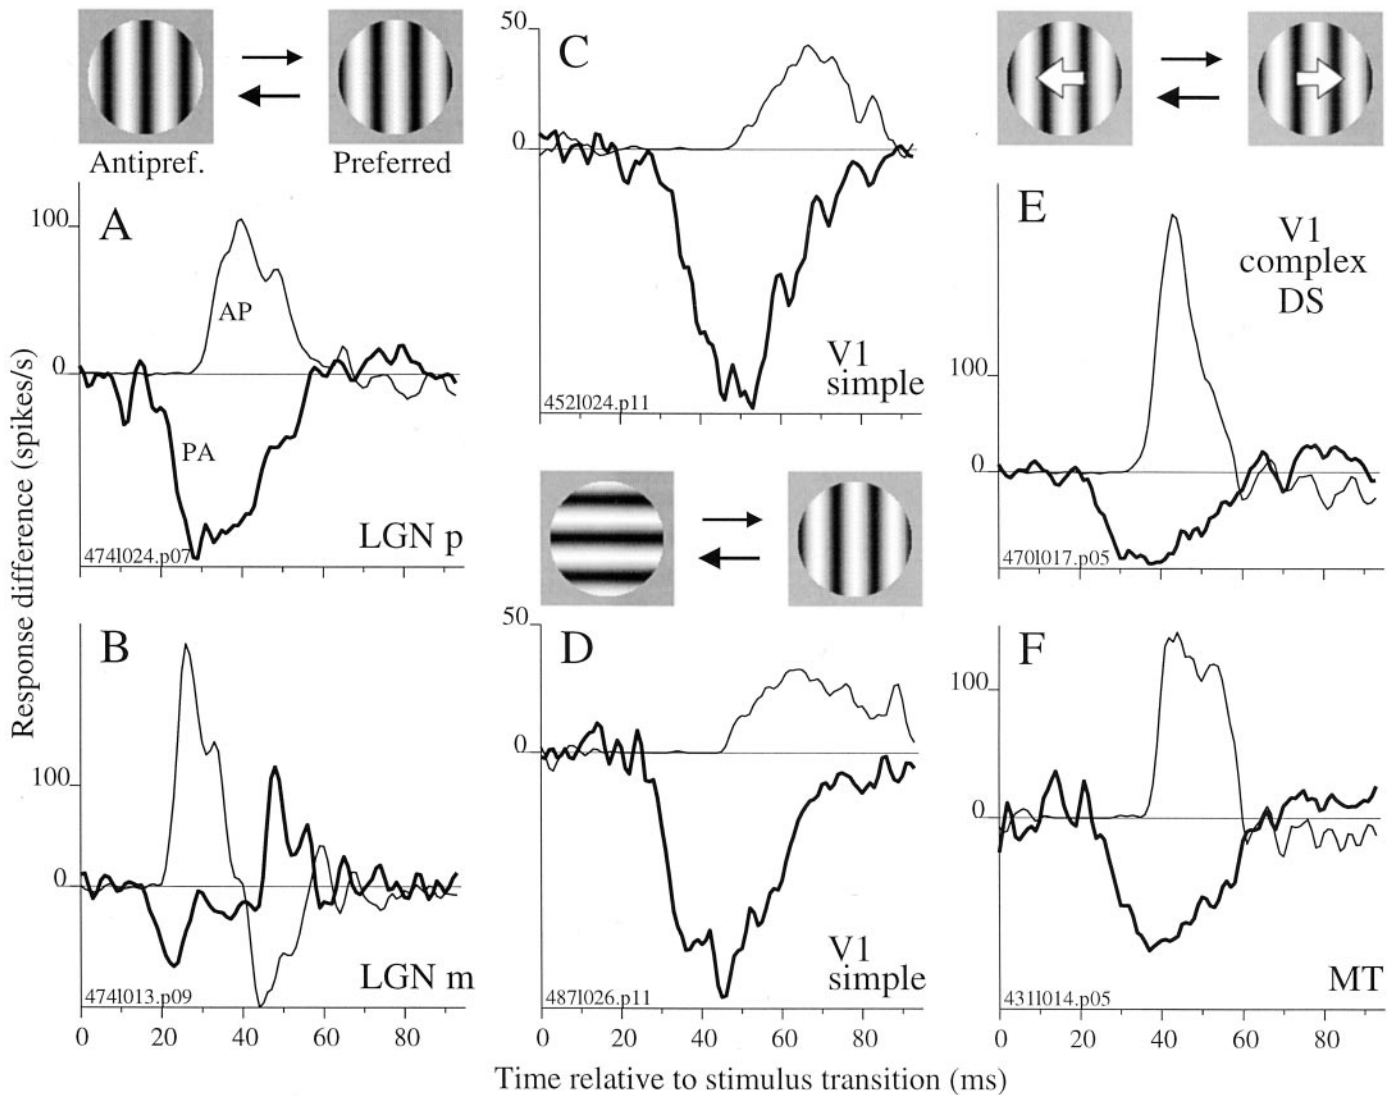 Antipref.
Preferred
Response difference (spikes/s)
A
100
0
AP
PA
LGN p
474l024.p07
B
100
0
LGN m
474l013.p09
0 20 40 60 80
C
50
0
V1
simple
452l024.p11
D
50
0
V1
simple
487l026.p11
0 20 40 60 80
E
V1
complex
DS
100
0
470l017.p05
F
100
0
MT
431l014.p05
0 20 40 60 80
Time relative to stimulus transition (ms)